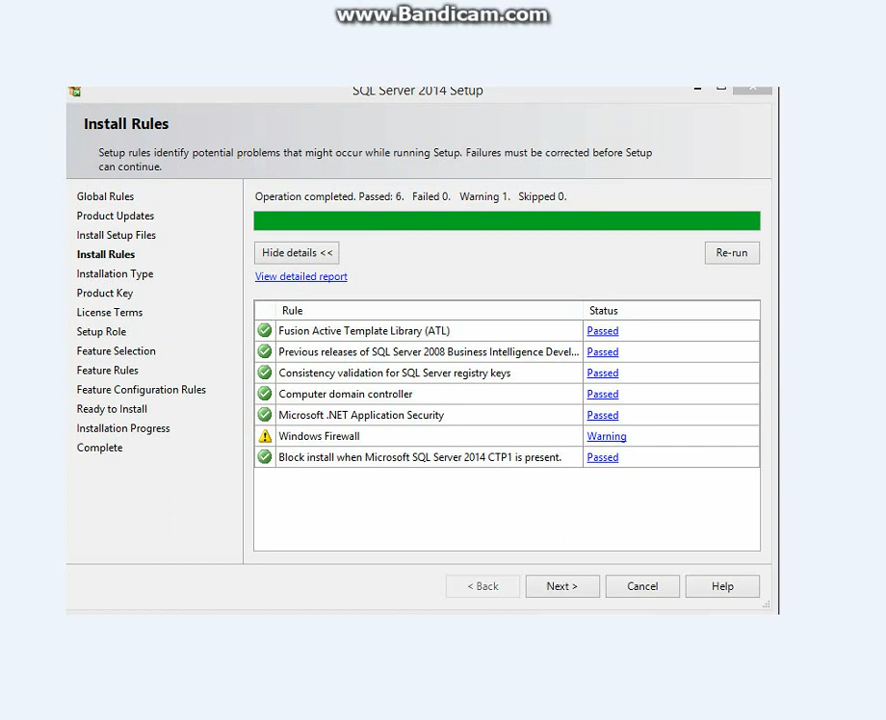 www.Bandicam.com
SQL Server 2014 Setup
Install Rules
Setup rules identify potential problems that might occur while running Setup. Failures must be corrected before Setup
can continue.
Global Rules
Product Updates
Install Setup Files
Install Rules
Installation Type
Product Key
License Terms
Setup Role
Feature Selection
Feature Rules
Feature Configuration Rules
Ready to Install
Installation Progress
Complete
Operation completed. Passed: 6. Failed 0. Warning 1. Skipped 0.
Hide details <<
Re-run
View detailed report
Rule Status
Fusion Active Template Library (ATL) Passed
Previous releases of SQL Server 2008 Business Intelligence Devel... Passed
Consistency validation for SQL Server registry keys Passed
Computer domain controller Passed
Microsoft .NET Application Security Passed
Windows Firewall Warning
Block install when Microsoft SQL Server 2014 CTP1 is present. Passed
< Back Next > Cancel Help